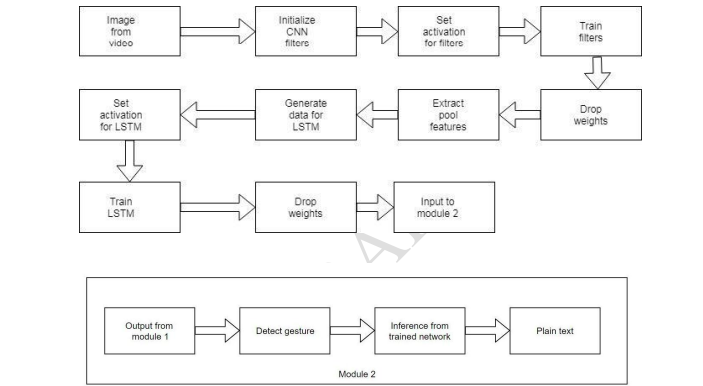 Image
from
video
Initialize
CNN
filters
Set
activation
for filters
Train
filters
Set
activation
for LSTM
Generate
data for
LSTM
Extract
pool
features
Drop
weights
Train
LSTM
Drop
weights
Input to
module 2
Output from
module 1
Detect gesture
Inference from
trained network
Plain text
Module 2